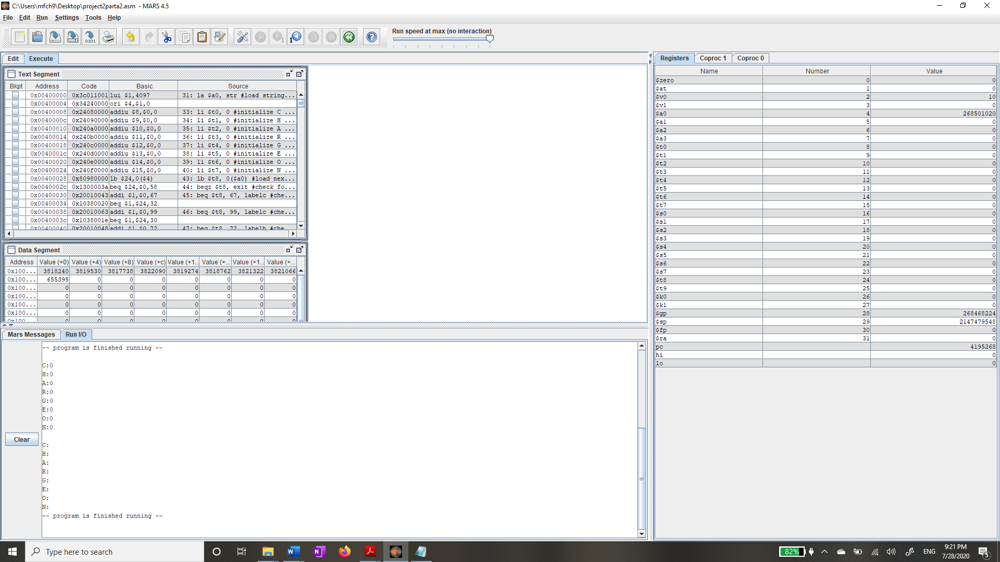 C:\Users\mfch9\Desktop\project2parta2.asm - MARS 4.5
File Edit Run Settings Tools Help
Run speed at max (no interaction)
Edit Execute
Text Segment
Bkpt Address Code Basic Source
0x00400000 0x3c011001 lui $1,4097 31: la $a0, str #load string...
0x00400004 0x34240000 ori $4,$1,0
0x00400008 0x24080000 addiu $8,$0,0 33: li $t0, 0 #initialize C ...
0x0040000c 0x24090000 addiu $9,$0,0 34: li $t1, 0 #initialize H ...
0x00400010 0x240a0000 addiu $10,$0,0 35: li $t2, 0 #initialize A ...
0x00400014 0x240b0000 addiu $11,$0,0 36: li $t3, 0 #initialize R ...
0x00400018 0x240c0000 addiu $12,$0,0 37: li $t4, 0 #initialize G ...
0x0040001c 0x240d0000 addiu $13,$0,0 38: li $t5, 0 #initialize E ...
0x00400020 0x240e0000 addiu $14,$0,0 39: li $t6, 0 #initialize O ...
0x00400024 0x240f0000 addiu $15,$0,0 40: li $t7, 0 #initialize N ...
0x00400028 0x80980000 lb $24,0($4) 43: lb $t8, 0($a0) #load nex...
0x0040002c 0x1300003a beq $24,$0,58 44: beqz $t8, exit #check fo...
0x00400030 0x20010043 addi $1,$0,67 45: beq $t8, 67, labelc #che...
0x00400034 0x10380020 beq $1,$24,32
0x00400038 0x20010063 addi $1,$0,99 46: beq $t8, 99, labelc #che...
0x0040003c 0x1038001e beq $1,$24,30
0x00400040 0x20010048 addi $1,$0,72 47: beq $t8, 72, labelh #che...
Data Segment
Address Value (+0) Value (+4) Value (+8) Value (+c) Value (+1... Value (+... Value (+1... Value (+...
0x100... 3818240 3819530 3817738 3822090 3819274 3818762 3821322 3821066
0x100... 655395 0 0 0 0 0 0 0
0x100... 0 0 0 0 0 0 0 0
0x100... 0 0 0 0 0 0 0 0
0x100... 0 0 0 0 0 0 0 0
0x100... 0 0 0 0 0 0 0 0
0x100... 0 0 0 0 0 0 0 0
Mars Messages Run I/O
Clear
-- program is finished running --
C:0
H:0
A:0
R:0
G:0
E:0
O:0
N:0
C:
H:
A:
R:
G:
E:
O:
N:
-- program is finished running --
Registers Coproc 1 Coproc 0
Name Number Value
$zero 0 0
$at 1 0
$v0 2 10
$v1 3 0
$a0 4 268501020
$a1 5 0
$a2 6 0
$a3 7 0
$t0 8 0
$t1 9 0
$t2 10 0
$t3 11 0
$t4 12 0
$t5 13 0
$t6 14 0
$t7 15 0
$s0 16 0
$s1 17 0
$s2 18 0
$s3 19 0
$s4 20 0
$s5 21 0
$s6 22 0
$s7 23 0
$t8 24 0
$t9 25 0
$k0 26 0
$k1 27 0
$gp 28 268468224
$sp 29 2147479548
$fp 30 0
$ra 31 0
pc 4195268
hi 0
lo 0
Type here to search
82%
ENG
9:21 PM
7/28/2020
5